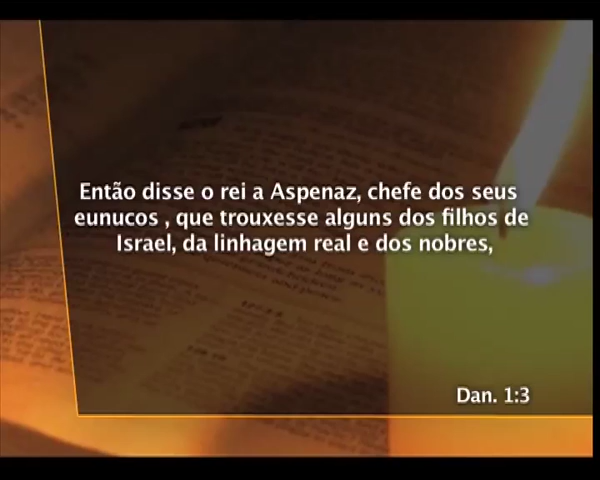 Então disse o rei a Aspenaz, chefe dos seus
eunucos , que trouxesse alguns dos filhos de
Israel, da linhagem real e dos nobres,
Dan. 1:3